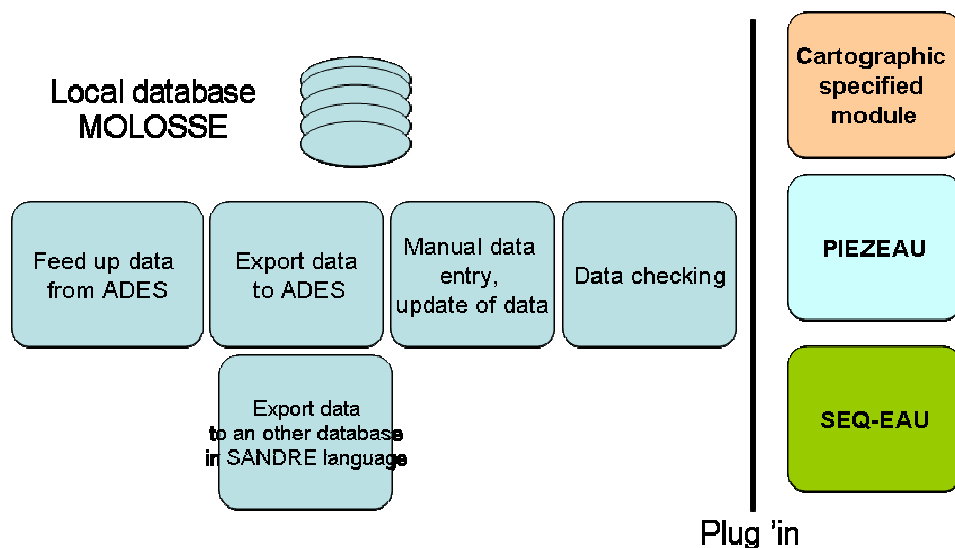 Local database
MOLOSSE
Cartographic
specified
module
Feed up data
from ADES
Export data
to ADES
Manual data
entry,
update of data
Data checking
PIEZEAU
Export data
to an other database
in SANDRE language
SEQ-EAU
Plug 'in